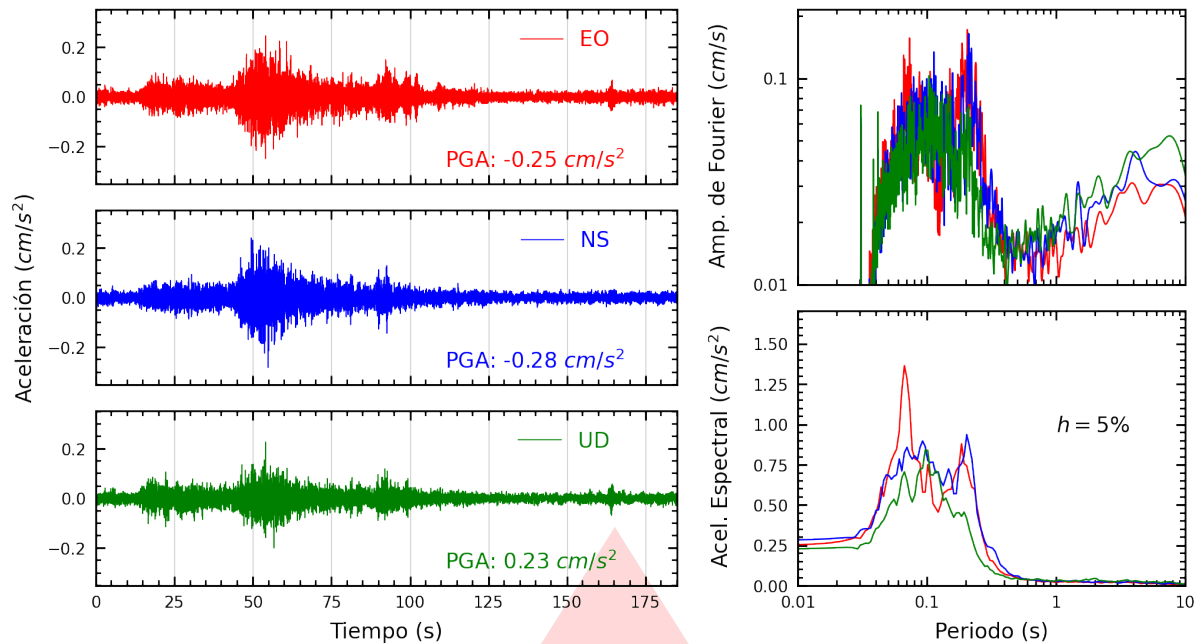 Aceleración (cm/s²)
0.2
0.0
−0.2
EO
PGA: -0.25 cm/s²
0.2
0.0
−0.2
NS
PGA: -0.28 cm/s²
0.2
0.0
−0.2
UD
PGA: 0.23 cm/s²
0 25 50 75 100 125 150 175
Tiempo (s)
Amp. de Fourier (cm/s)
0.1
0.01
Acel. Espectral (cm/s²)
1.50
1.25
1.00
0.75
0.50
0.25
0.00
h = 5%
0.01 0.1 1 10
Periodo (s)